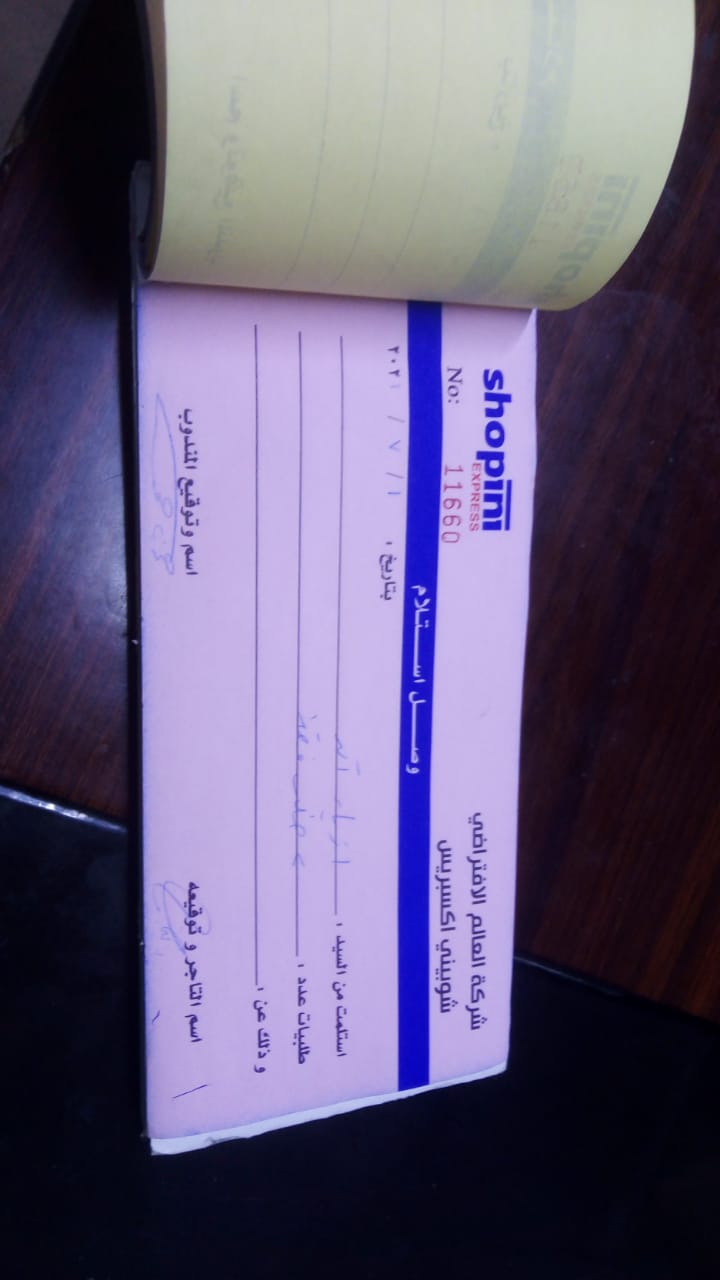 shopini
EXPRESS
No: 11660
شركة العالم الافتراضي
شوبيني اكسبريس
وصل استلام
بتاريخ : ١ / ٧ / ٢٠٢١
استلمت من السيد :
طلبيات عدد :
و ذلك عن :
اسم التاجر و توقيعه
اسم وتوقيع المندوب